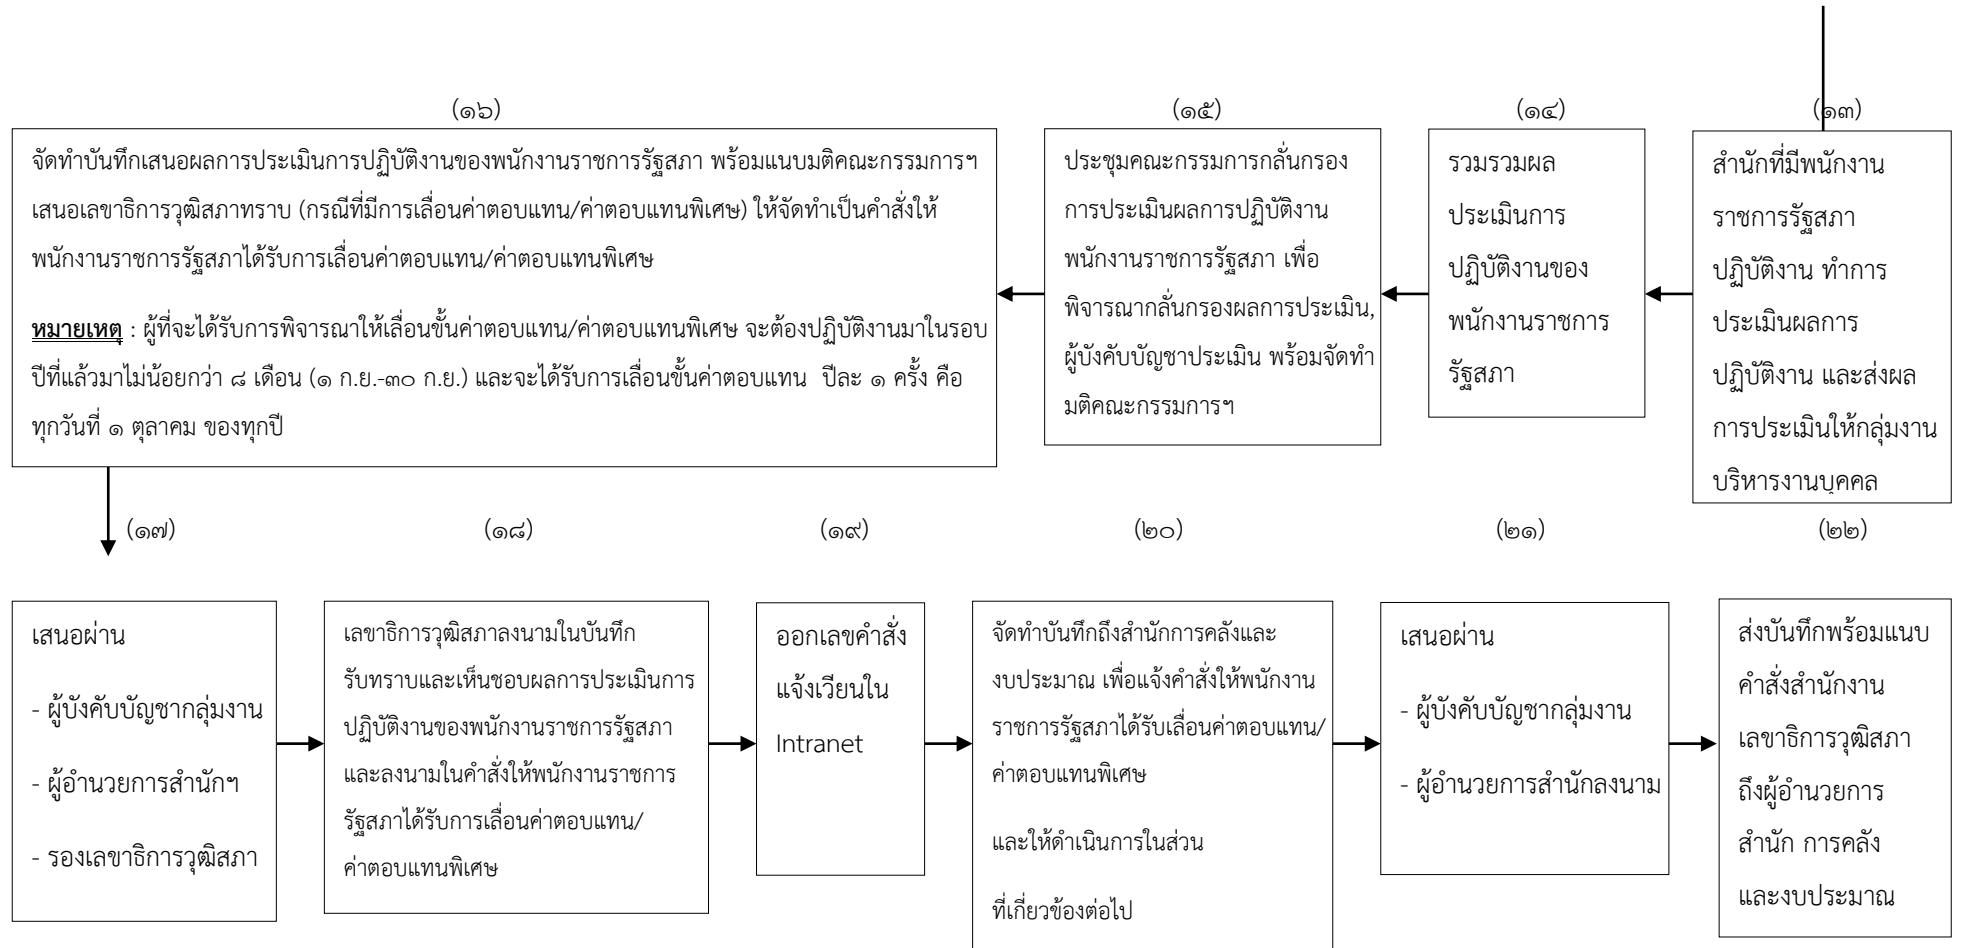 (๑๖)
จัดทำบันทึกเสนอผลการประเมินการปฏิบัติงานของพนักงานราชการรัฐสภา พร้อมแนบมติคณะกรรมการฯ
เสนอเลขาธิการวุฒิสภาทราบ (กรณีที่มีการเลื่อนค่าตอบแทน/ค่าตอบแทนพิเศษ) ให้จัดทำเป็นคำสั่งให้
พนักงานราชการรัฐสภาได้รับการเลื่อนค่าตอบแทน/ค่าตอบแทนพิเศษ
หมายเหตุ : ผู้ที่จะได้รับการพิจารณาให้เลื่อนขั้นค่าตอบแทน/ค่าตอบแทนพิเศษ จะต้องปฏิบัติงานมาในรอบ
ปีที่แล้วมาไม่น้อยกว่า ๘ เดือน (๑ ก.ย.-๓๐ ก.ย.) และจะได้รับการเลื่อนขั้นค่าตอบแทน ปีละ ๑ ครั้ง คือ
ทุกวันที่ ๑ ตุลาคม ของทุกปี
(๑๕)
ประชุมคณะกรรมการกลั่นกรอง
การประเมินผลการปฏิบัติงาน
พนักงานราชการรัฐสภา เพื่อ
พิจารณากลั่นกรองผลการประเมิน,
ผู้บังคับบัญชาประเมิน พร้อมจัดทำ
มติคณะกรรมการฯ
(๑๔)
รวมรวมผล
ประเมินการ
ปฏิบัติงานของ
พนักงานราชการ
รัฐสภา
(๑๓)
สำนักที่มีพนักงาน
ราชการรัฐสภา
ปฏิบัติงาน ทำการ
ประเมินผลการ
ปฏิบัติงาน และส่งผล
การประเมินให้กลุ่มงาน
บริหารงานบุคคล
(๑๗)
เสนอผ่าน
- ผู้บังคับบัญชากลุ่มงาน
- ผู้อำนวยการสำนักฯ
- รองเลขาธิการวุฒิสภา
(๑๘)
เลขาธิการวุฒิสภาลงนามในบันทึก
รับทราบและเห็นชอบผลการประเมินการ
ปฏิบัติงานของพนักงานราชการรัฐสภา
และลงนามในคำสั่งให้พนักงานราชการ
รัฐสภาได้รับการเลื่อนค่าตอบแทน/
ค่าตอบแทนพิเศษ
(๑๙)
ออกเลขคำสั่ง
แจ้งเวียนใน
Intranet
(๒๐)
จัดทำบันทึกถึงสำนักการคลังและ
งบประมาณ เพื่อแจ้งคำสั่งให้พนักงาน
ราชการรัฐสภาได้รับเลื่อนค่าตอบแทน/
ค่าตอบแทนพิเศษ
และให้ดำเนินการในส่วน
ที่เกี่ยวข้องต่อไป
(๒๑)
เสนอผ่าน
- ผู้บังคับบัญชากลุ่มงาน
- ผู้อำนวยการสำนักลงนาม
(๒๒)
ส่งบันทึกพร้อมแนบ
คำสั่งสำนักงาน
เลขาธิการวุฒิสภา
ถึงผู้อำนวยการ
สำนัก การคลัง
และงบประมาณ